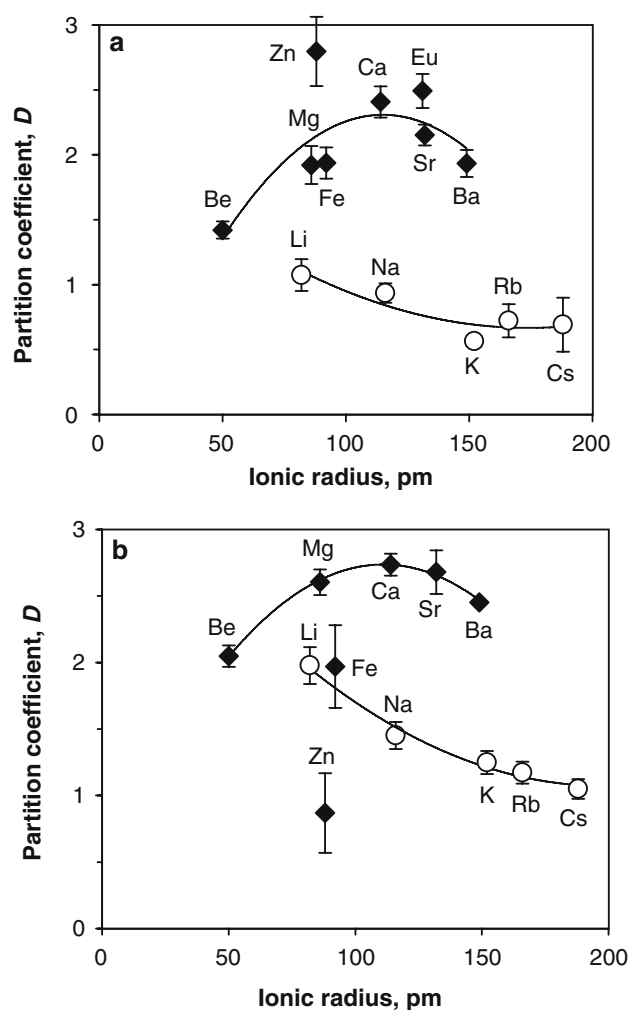 a
Partition coefficient, D
3
2
1
0
Zn
Ca
Eu
Mg
Fe
Sr
Ba
Be
Li
Na
Rb
K
Cs
0 50 100 150 200
Ionic radius, pm
b
Partition coefficient, D
3
2
1
0
Mg
Ca
Sr
Ba
Be
Li
Fe
Na
Zn
K
Rb
Cs
0 50 100 150 200
Ionic radius, pm